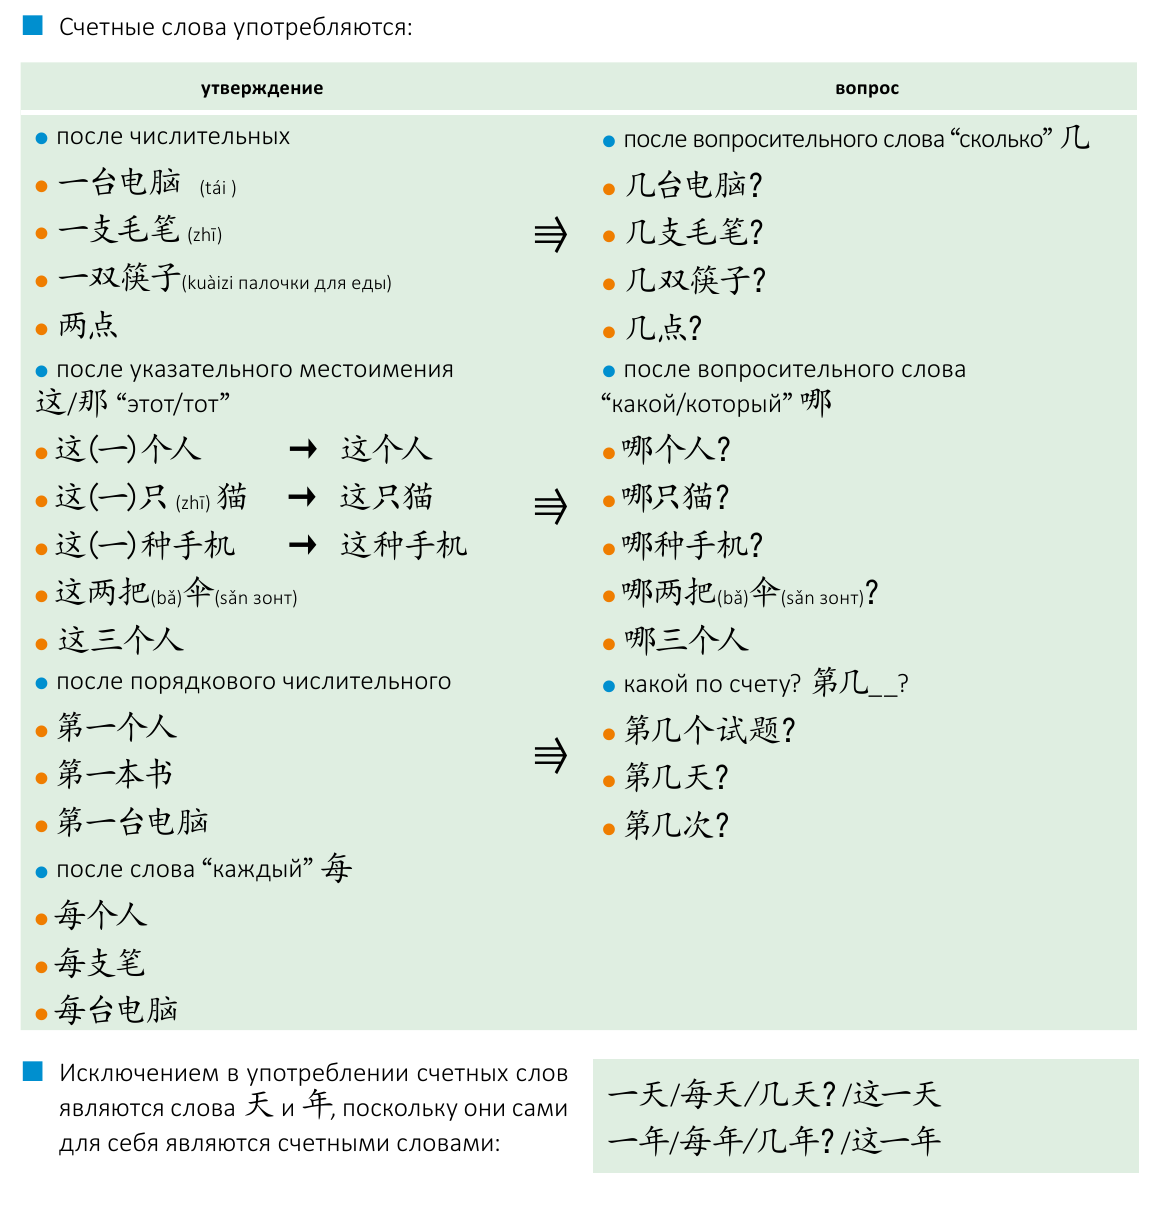 Счетные слова употребляются:
утверждение
вопрос
после числительных
一台电脑 (tái )
一支毛笔 (zhī)
一双筷子(kuàizi палочки для еды)
两点
после вопросительного слова “сколько” 几
几台电脑?
几支毛笔?
几双筷子?
几点?
после указательного местоимения
这/那 “этот/тот”
这(一)个人 → 这个人
这(一)只 (zhī) 猫 → 这只猫
这(一)种手机 → 这种手机
这两把(bǎ)伞(sǎn зонт)
这三个人
после вопросительного слова
“какой/который” 哪
哪个人?
哪只猫?
哪种手机?
哪两把(bǎ)伞(sǎn зонт)?
哪三个人
после порядкового числительного
第一个人
第一本书
第一台电脑
какой по счету? 第几__?
第几个试题?
第几天?
第几次?
после слова “каждый” 每
每个人
每支笔
每台电脑
Исключением в употреблении счетных слов
являются слова 天 и 年, поскольку они сами
для себя являются счетными словами:
一天/每天/几天? /这一天
一年/每年/几年? /这一年